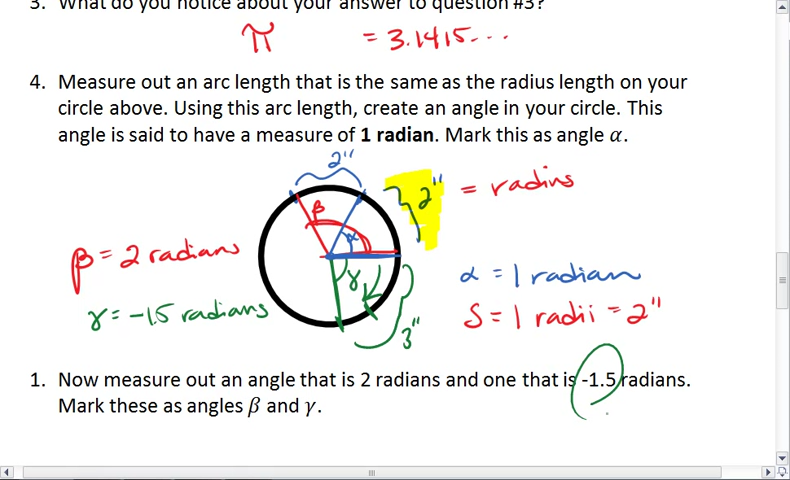 3. What do you notice about your answer to question #3?
π = 3.1415...
4. Measure out an arc length that is the same as the radius length on your
circle above. Using this arc length, create an angle in your circle. This
angle is said to have a measure of 1 radian. Mark this as angle α.
2"
2" = radius
β
α
β = 2 radians
γ
α = 1 radian
γ = -1.5 radians
S = 1 radii = 2"
3"
1. Now measure out an angle that is 2 radians and one that is -1.5 radians.
Mark these as angles β and γ.